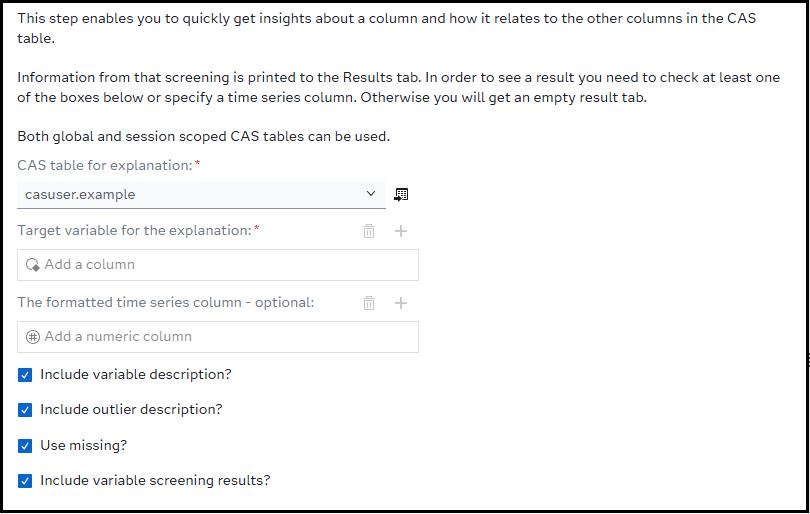 This step enables you to quickly get insights about a column and how it relates to the other columns in the CAS
table.
Information from that screening is printed to the Results tab. In order to see a result you need to check at least one
of the boxes below or specify a time series column. Otherwise you will get an empty result tab.
Both global and session scoped CAS tables can be used.
CAS table for explanation:*
casuser.example
Target variable for the explanation:*
Add a column
The formatted time series column - optional:
Add a numeric column
Include variable description?
Include outlier description?
Use missing?
Include variable screening results?